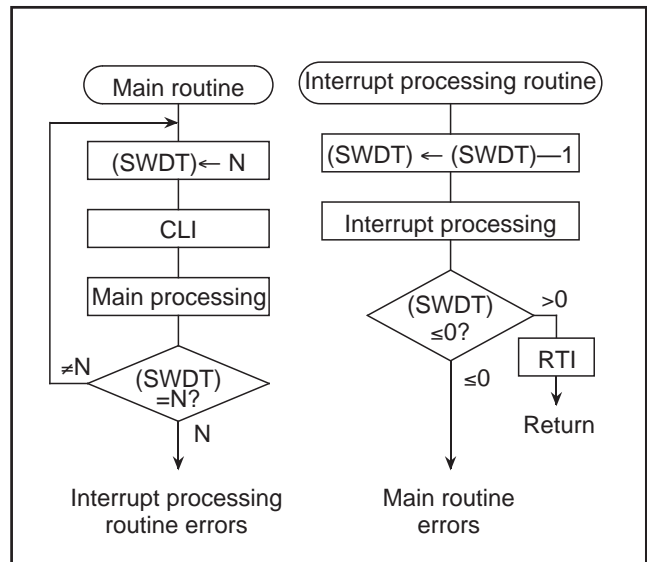 Main routine
(SWDT)← N
CLI
Main processing
≠N
(SWDT)
=N?
N
Interrupt processing
routine errors
Interrupt processing routine
(SWDT) ← (SWDT)—1
Interrupt processing
(SWDT)
≤0?
>0
≤0
RTI
Return
Main routine
errors